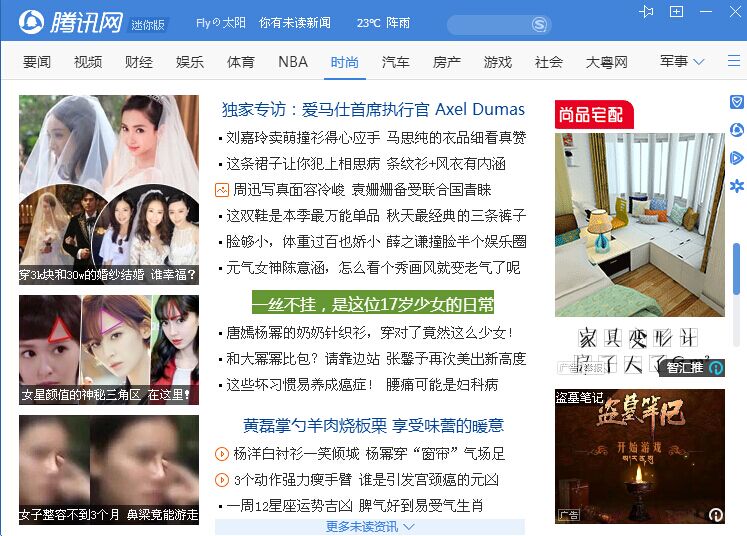 腾讯网 迷你版 Fly の 太阳 你有未读新闻 23℃ 阵雨
要闻 视频 财经 娱乐 体育 NBA 时尚 汽车 房产 游戏 社会 大粤网 军事
穿3k块和30w的婚纱结婚 谁幸福?
女星颜值的神秘三角区 在这里!
女子整容不到3个月 鼻梁竟能游走
独家专访：爱马仕首席执行官 Axel Dumas
刘嘉玲卖萌撞衫得心应手 马思纯的衣品细看真赞
这条裙子让你犯上相思病 条纹衫+风衣有内涵
周迅写真面容冷峻 袁姗姗备受联合国青睐
这双鞋是本季最万能单品 秋天最经典的三条裤子
脸够小，体重过百也娇小 薛之谦撞脸半个娱乐圈
元气女神陈意涵，怎么看个秀画风就变老气了呢
一丝不挂，是这位17岁少女的日常
唐嫣杨幂的奶奶针织衫，穿对了竟然这么少女!
和大幂幂比包？请靠边站 张馨予再次美出新高度
这些坏习惯易养成癌症! 腰痛可能是妇科病
黄磊掌勺羊肉烧板栗 享受味蕾的暖意
杨洋白衬衫一笑倾城 杨幂穿“窗帘”气场足
3个动作强力瘦手臂 谁是引发宫颈癌的元凶
一周12星座运势吉凶 脾气好到易受气生肖
更多未读资讯
尚品宅配
家具变形计
广告 举报
智汇推
盗墓笔记
盗墓笔记
开始游戏
广告